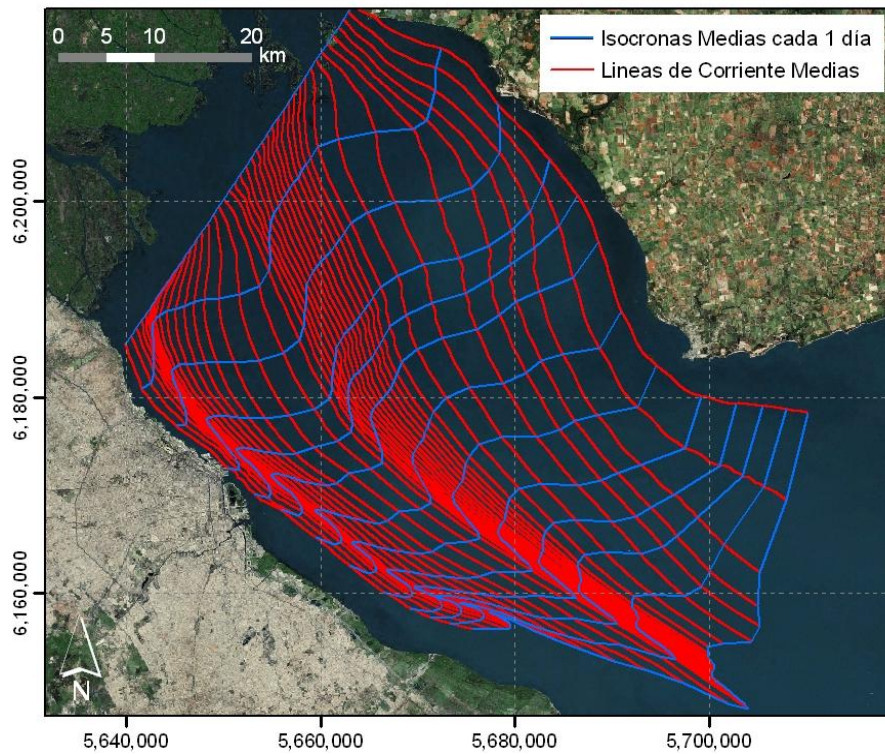 0 5 10 20
km
Isocronas Medias cada 1 día
Lineas de Corriente Medias
6,200,000
6,180,000
6,160,000
N
5,640,000 5,660,000 5,680,000 5,700,000